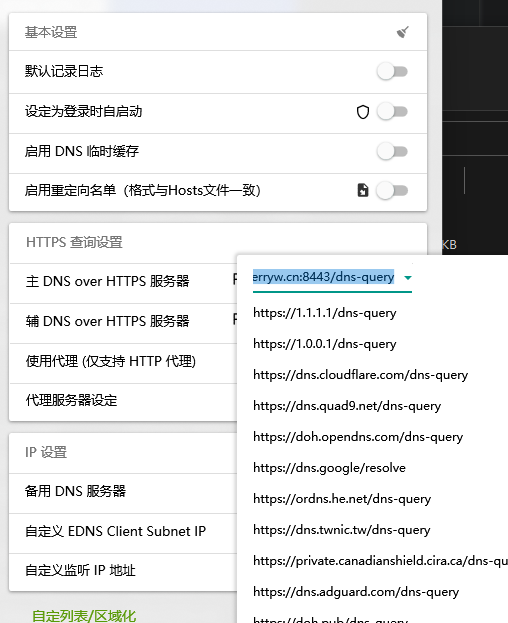 基本设置
默认记录日志
设定为登录时自启动
启用 DNS 临时缓存
启用重定向名单（格式与Hosts文件一致）
HTTPS 查询设置
KB
主 DNS over HTTPS 服务器
erryw.cn:8443/dns-query
辅 DNS over HTTPS 服务器
使用代理 (仅支持 HTTP 代理)
代理服务器设定
https://1.1.1.1/dns-query
https://1.0.0.1/dns-query
https://dns.cloudflare.com/dns-query
https://dns.quad9.net/dns-query
https://doh.opendns.com/dns-query
https://dns.google/resolve
https://ordns.he.net/dns-query
https://dns.twnic.tw/dns-query
https://private.canadianshield.cira.ca/dns-qu
https://dns.adguard.com/dns-query
https://doh.pub/dns-query
IP 设置
备用 DNS 服务器
自定义 EDNS Client Subnet IP
自定义监听 IP 地址
自定列表/区域化